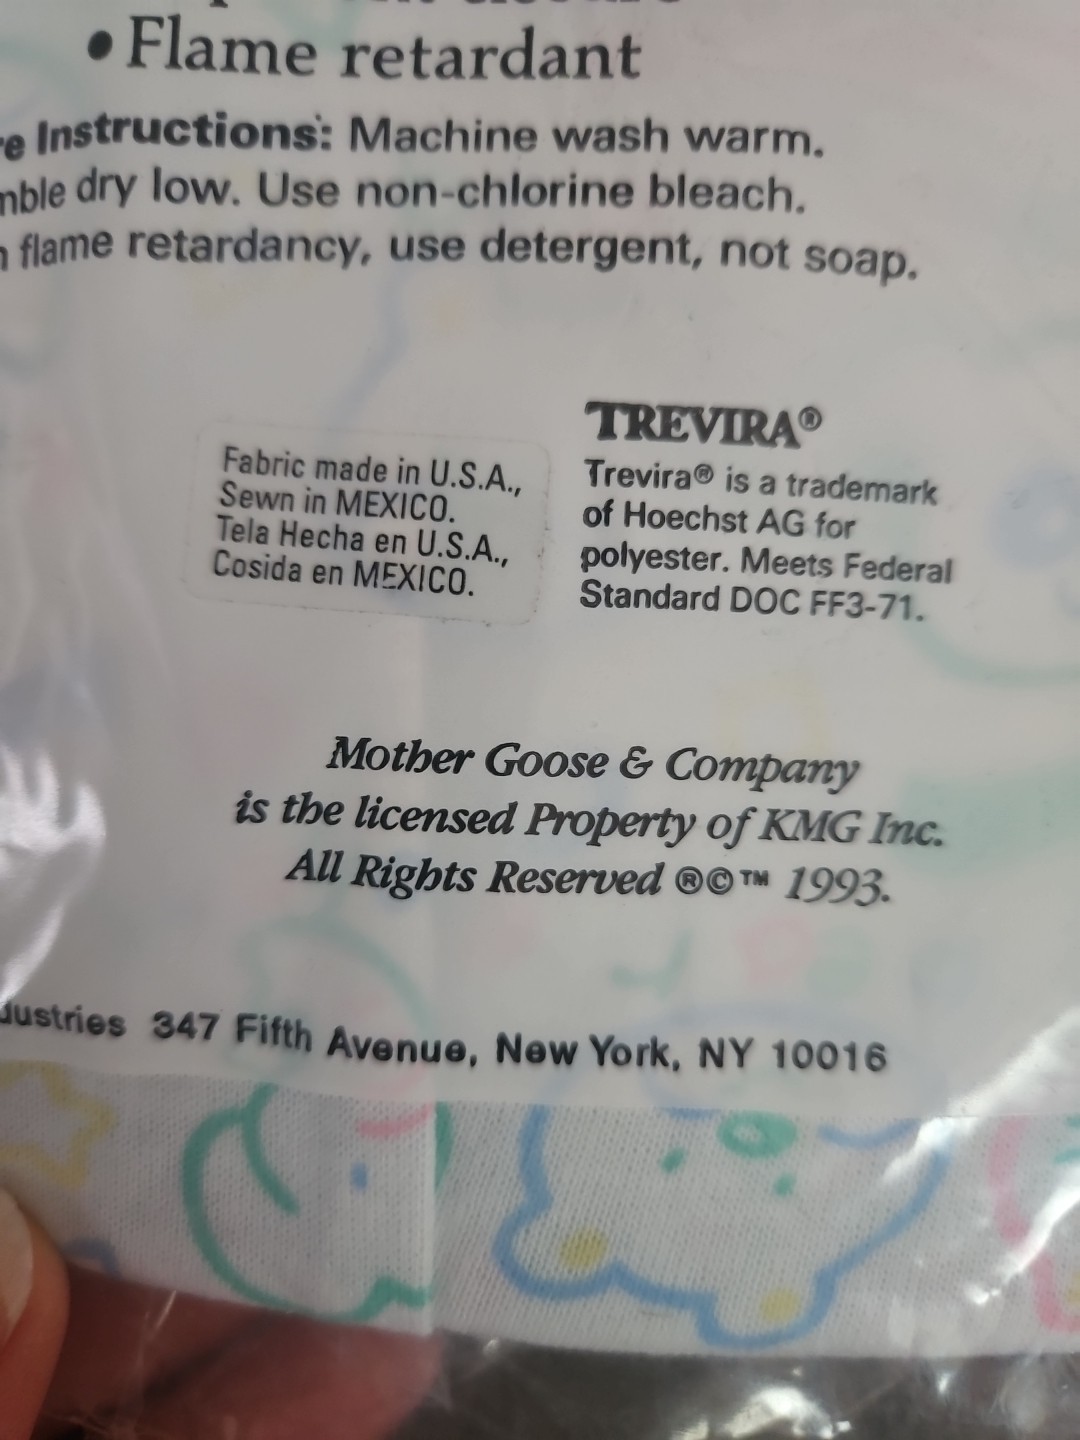 • Flame retardant
Instructions: Machine wash warm.
dry low. Use non-chlorine bleach.
flame retardancy, use detergent, not soap.
Fabric made in U.S.A.,
Sewn in MEXICO.
Tela Hecha en U.S.A.,
Cosida en MEXICO.
TREVIRA®
Trevira® is a trademark
of Hoechst AG for
polyester. Meets Federal
Standard DOC FF3-71.
Mother Goose & Company
is the licensed Property of KMG Inc.
All Rights Reserved ®©™ 1993.
347 Fifth Avenue, New York, NY 10016